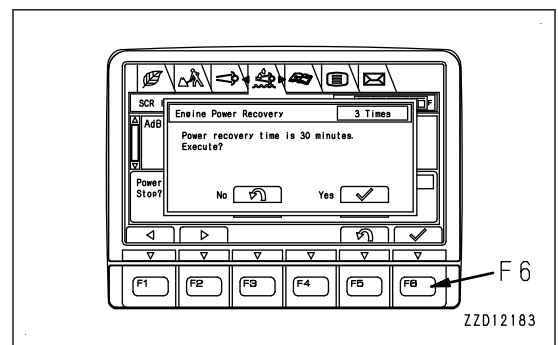 SCR
F
Engine Power Recovery
3 Times
AdB
Power recovery time is 30 minutes.
Execute?
Power
Stop?
No
Yes
F1
F2
F3
F4
F5
F6
F6
ZZD12183